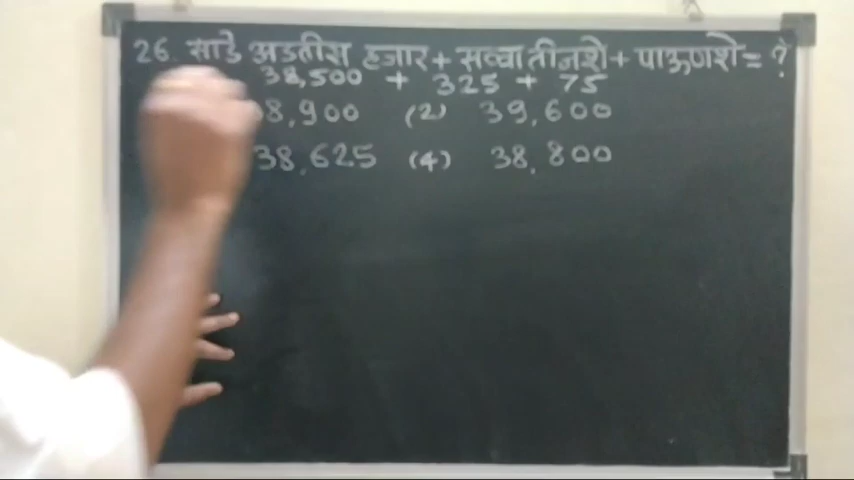 26. साडे अडतीस हजार + सव्वातीनशे + पाऊणशे = ?
38,500 + 325 + 75
8,900 (2) 39,600
38,625 (4) 38,800